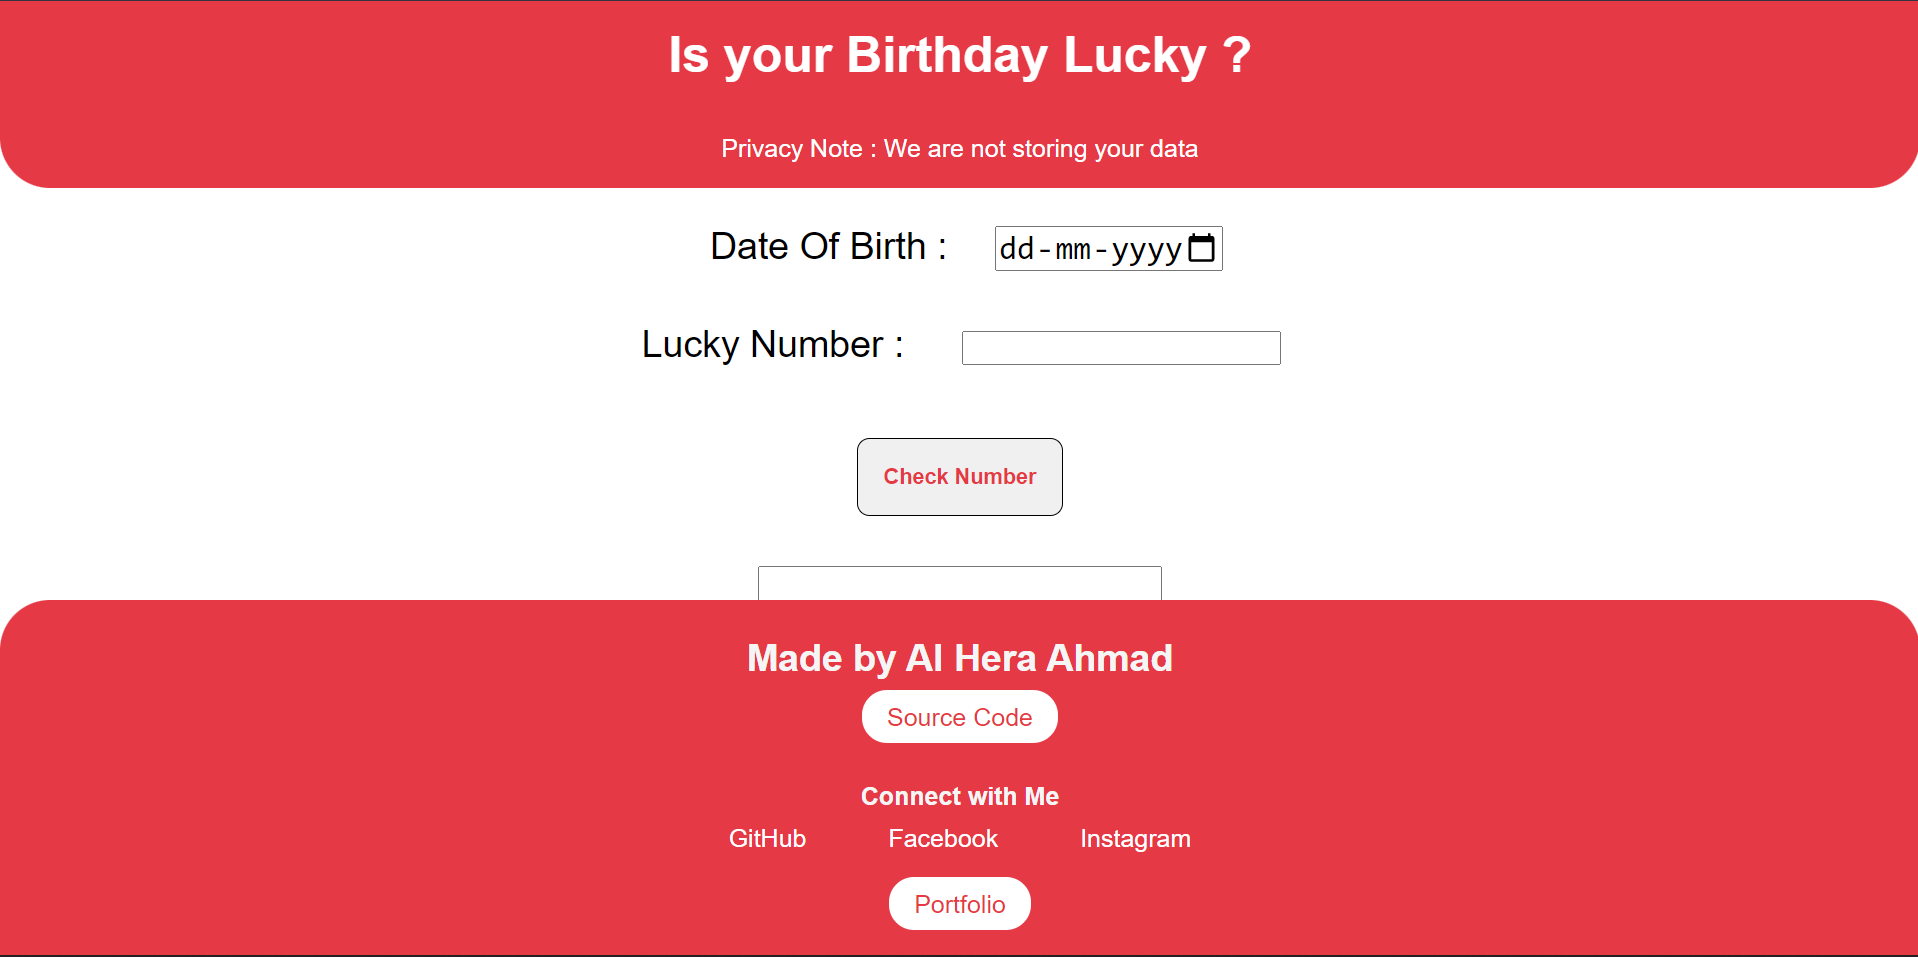 Is your Birthday Lucky ?
Privacy Note : We are not storing your data
Date Of Birth : dd-mm-yyyy
Lucky Number :
Check Number
Made by Al Hera Ahmad
Source Code
Connect with Me
GitHub Facebook Instagram
Portfolio